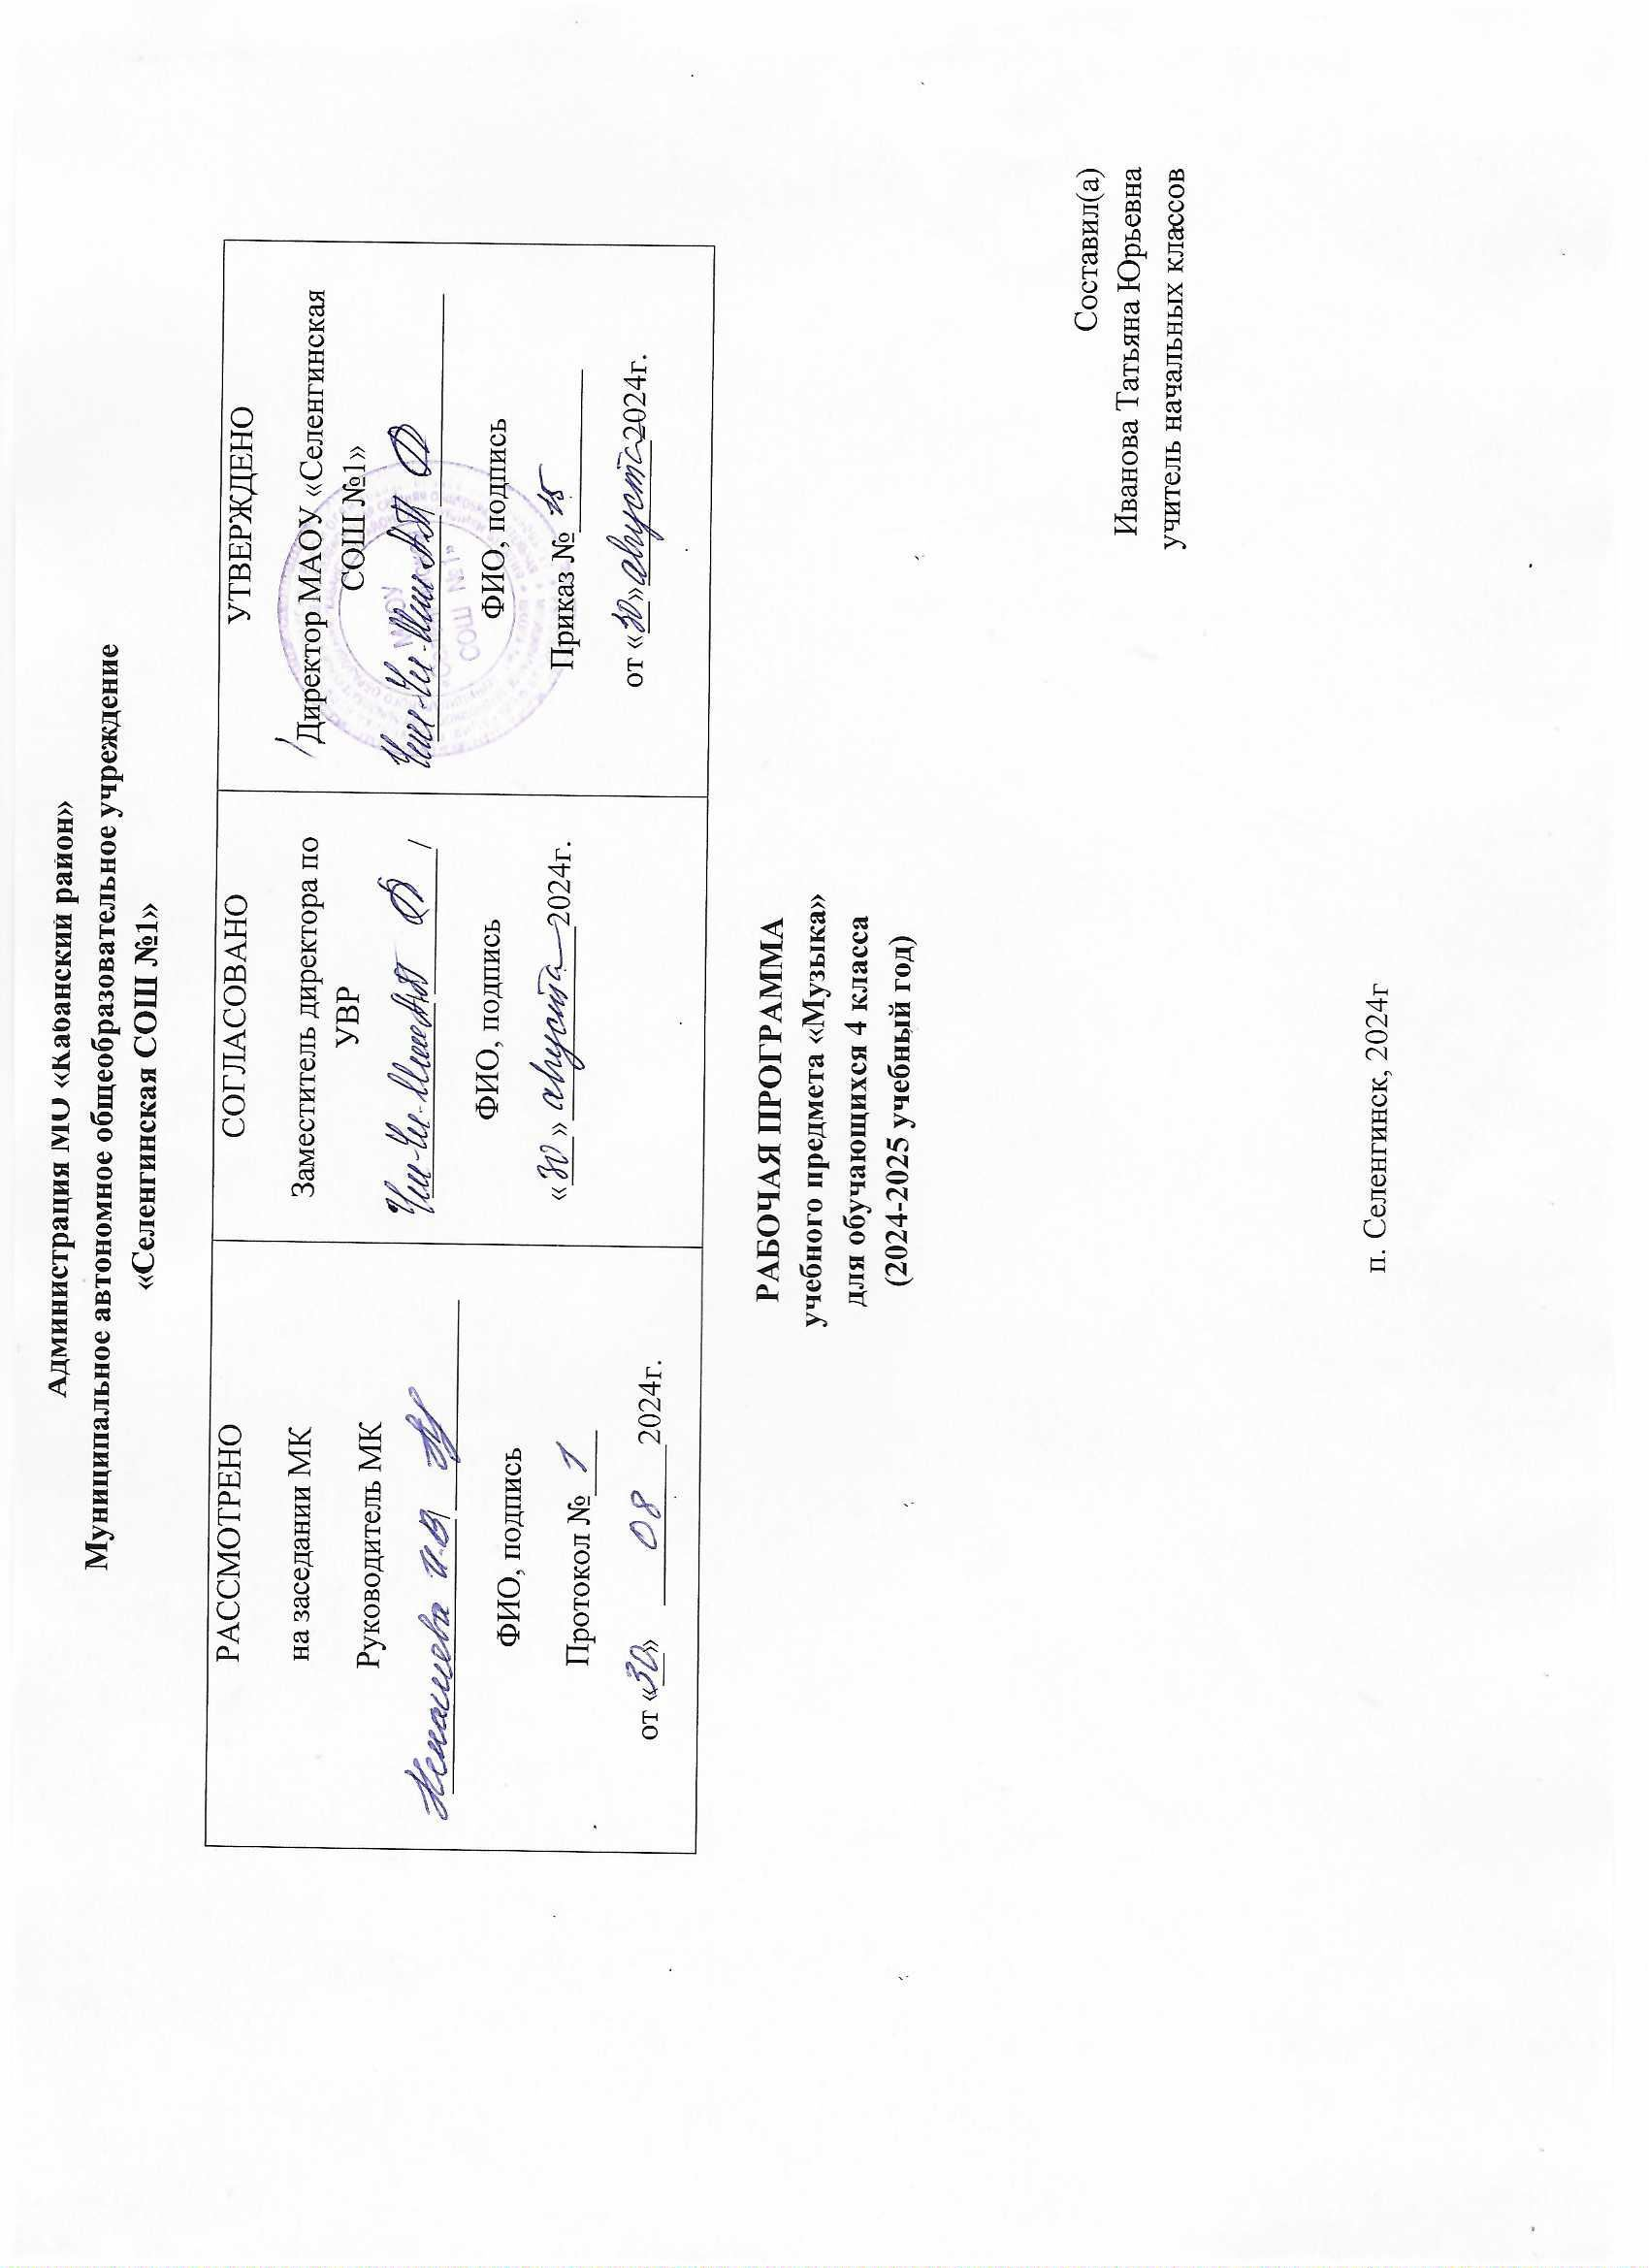 Администрация МО «Кабанский район»
Муниципальное автономное общеобразовательное учреждение
«Селенгинская СОШ №1»
РАССМОТРЕНО
на заседании МК
Руководитель МК
И.В
ФИО, подпись
Протокол № 1
от «30» 08 2024г.
СОГЛАСОВАНО
Заместитель директора по
УВР
ФИО, подпись
«30» августа 2024г.
УТВЕРЖДЕНО
Директор МАОУ «Селенгинская
СОШ №1»
ФИО, подпись
Приказ №
от «30» августа 2024г.
МАОУ
СОШ №1"
РАБОЧАЯ ПРОГРАММА
учебного предмета «Музыка»
для обучающихся 4 класса
(2024-2025 учебный год)
Составил(а)
Иванова Татьяна Юрьевна
учитель начальных классов
п. Селенгинск, 2024г